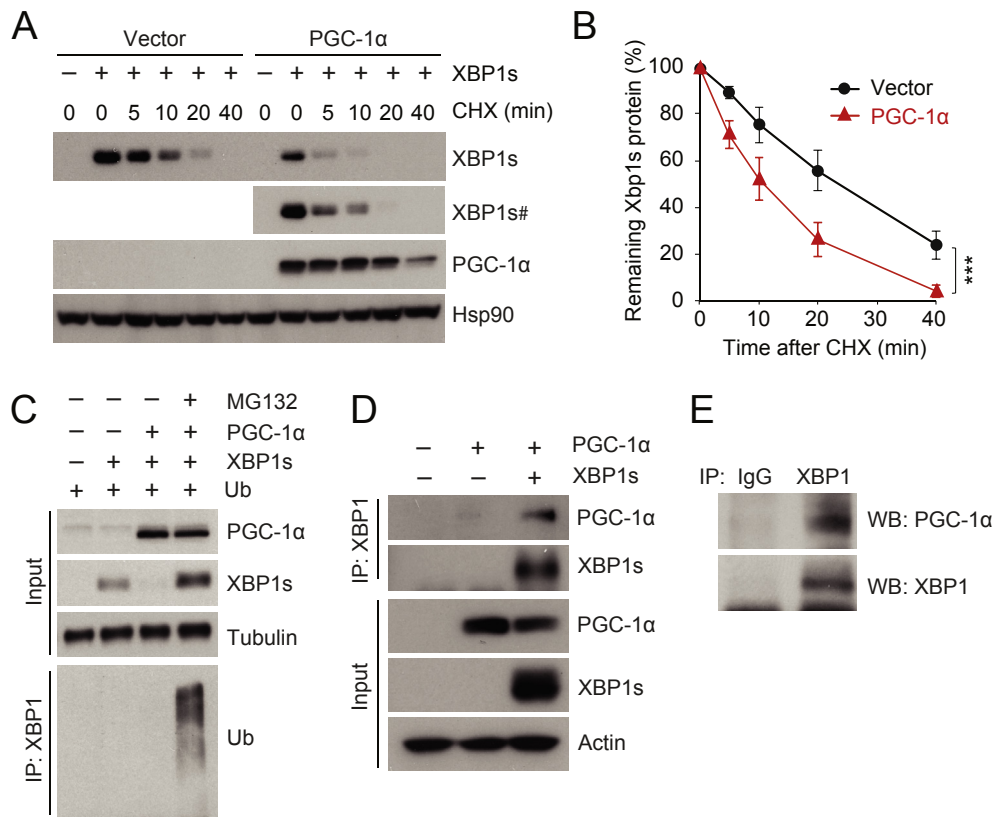 A
Vector PGC-1α
– + + + + + – + + + + + XBP1s
0 0 5 10 20 40 0 0 5 10 20 40 CHX (min)
XBP1s
XBP1s#
PGC-1α
Hsp90
B
Remaining Xbp1s protein (%)
100
80
60
40
20
0
Vector
PGC-1α
***
0 10 20 30 40
Time after CHX (min)
C
– – – + MG132
– – + + PGC-1α
– + + + XBP1s
+ + + + Ub
Input
PGC-1α
XBP1s
Tubulin
IP: XBP1
Ub
D
– + + PGC-1α
– – + XBP1s
IP: XBP1
PGC-1α
XBP1s
Input
PGC-1α
XBP1s
Actin
E
IP: IgG XBP1
WB: PGC-1α
WB: XBP1